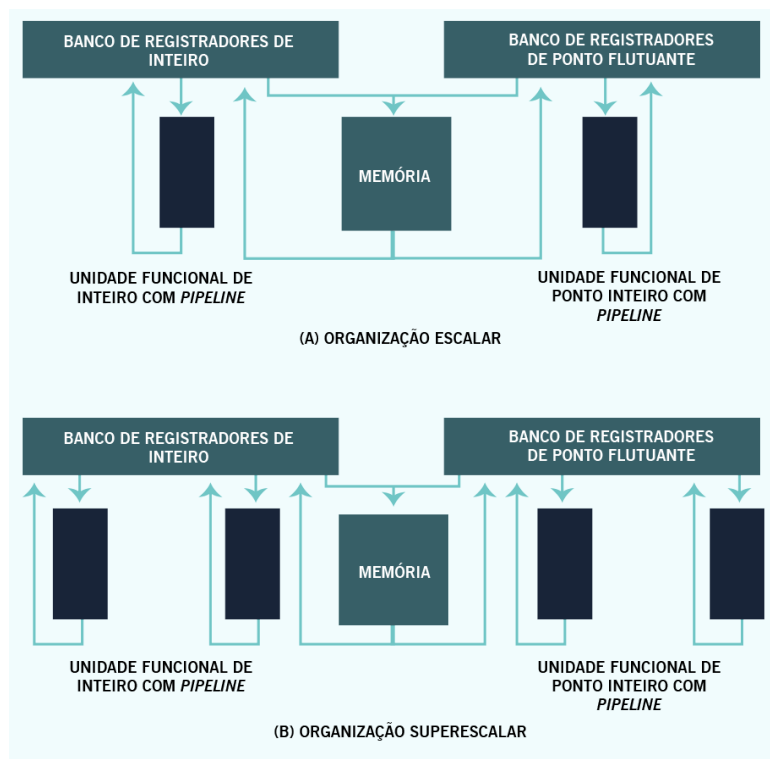 BANCO DE REGISTRADORES DE
INTEIRO
BANCO DE REGISTRADORES
DE PONTO FLUTUANTE
MEMÓRIA
UNIDADE FUNCIONAL DE
INTEIRO COM PIPELINE
UNIDADE FUNCIONAL DE
PONTO INTEIRO COM
PIPELINE
(A) ORGANIZAÇÃO ESCALAR
BANCO DE REGISTRADORES DE
INTEIRO
BANCO DE REGISTRADORES
DE PONTO FLUTUANTE
MEMÓRIA
UNIDADE FUNCIONAL DE
INTEIRO COM PIPELINE
UNIDADE FUNCIONAL DE
PONTO INTEIRO COM
PIPELINE
(B) ORGANIZAÇÃO SUPERESCALAR